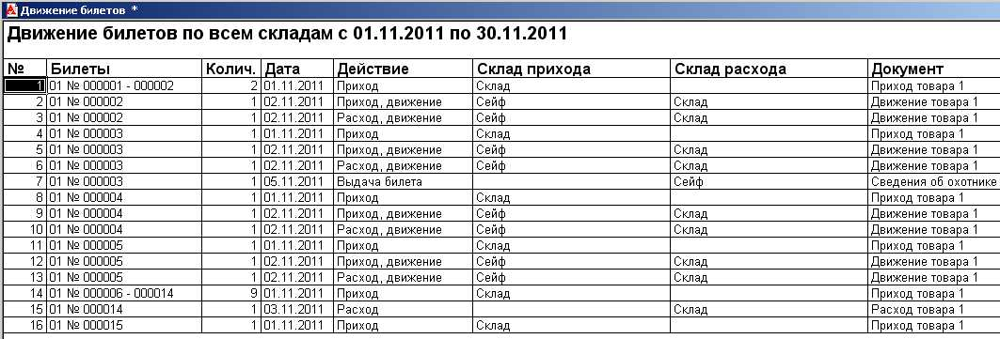 Движение билетов *
Движение билетов по всем складам с 01.11.2011 по 30.11.2011
№ Билеты Колич. Дата Действие Склад прихода Склад расхода Документ
1 01 № 000001 - 000002 2 01.11.2011 Приход Склад Приход товара 1
2 01 № 000002 1 02.11.2011 Приход, движение Сейф Склад Движение товара 1
3 01 № 000002 1 02.11.2011 Расход, движение Сейф Склад Движение товара 1
4 01 № 000003 1 01.11.2011 Приход Склад Приход товара 1
5 01 № 000003 1 02.11.2011 Приход, движение Сейф Склад Движение товара 1
6 01 № 000003 1 02.11.2011 Расход, движение Сейф Склад Движение товара 1
7 01 № 000003 1 05.11.2011 Выдача билета Сейф Сведения об охотнике
8 01 № 000004 1 01.11.2011 Приход Склад Приход товара 1
9 01 № 000004 1 02.11.2011 Приход, движение Сейф Склад Движение товара 1
10 01 № 000004 1 02.11.2011 Расход, движение Сейф Склад Движение товара 1
11 01 № 000005 1 01.11.2011 Приход Склад Приход товара 1
12 01 № 000005 1 02.11.2011 Приход, движение Сейф Склад Движение товара 1
13 01 № 000005 1 02.11.2011 Расход, движение Сейф Склад Движение товара 1
14 01 № 000006 - 000014 9 01.11.2011 Приход Склад Приход товара 1
15 01 № 000014 1 03.11.2011 Расход Склад Расход товара 1
16 01 № 000015 1 01.11.2011 Приход Склад Приход товара 1